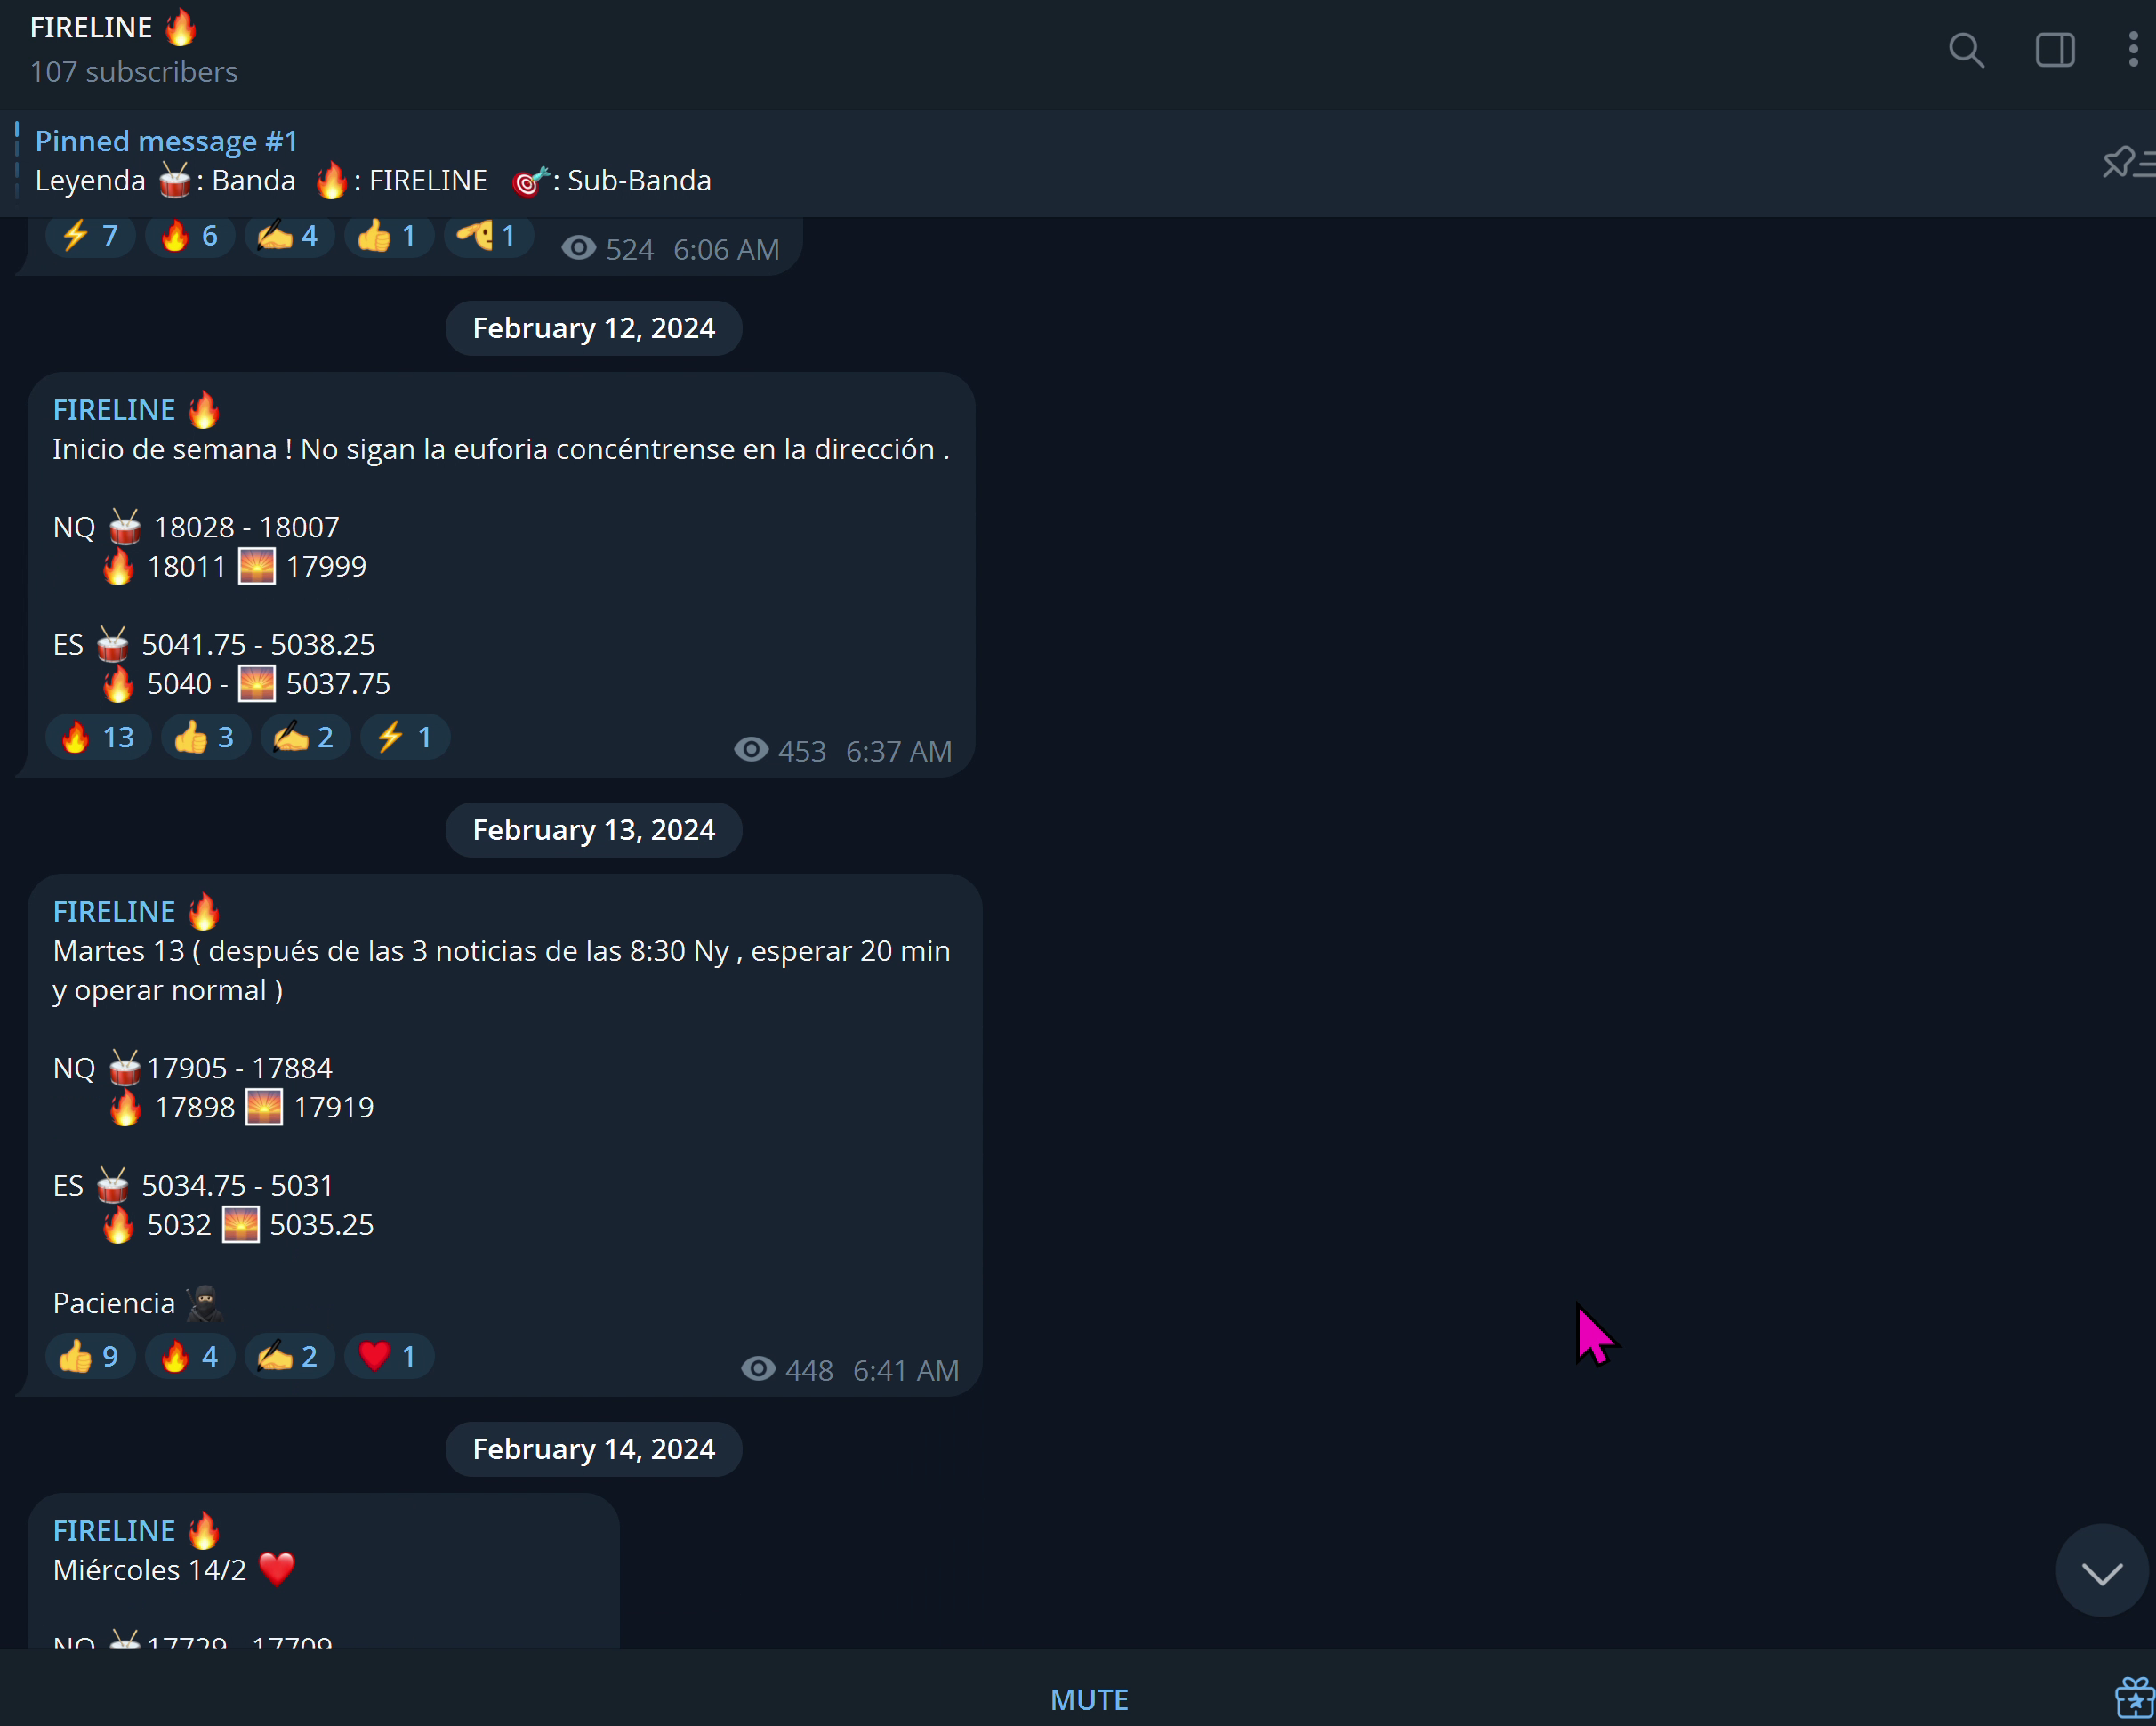 FIRELINE 🔥
107 subscribers
Pinned message #1
Leyenda 🥁: Banda 🔥: FIRELINE 🎯: Sub-Banda
⚡ 7 🔥 6 ✍ 4 👍 1 🫡 1 524 6:06 AM
February 12, 2024
FIRELINE 🔥
Inicio de semana ! No sigan la euforia concéntrense en la dirección .
NQ 🥁 18028 - 18007
🔥 18011 🌅 17999
ES 🥁 5041.75 - 5038.25
🔥 5040 - 🌅 5037.75
🔥 13 👍 3 ✍ 2 ⚡ 1 453 6:37 AM
February 13, 2024
FIRELINE 🔥
Martes 13 ( después de las 3 noticias de las 8:30 Ny , esperar 20 min
y operar normal )
NQ 🥁17905 - 17884
🔥 17898 🌅 17919
ES 🥁 5034.75 - 5031
🔥 5032 🌅 5035.25
Paciencia 🥷
👍 9 🔥 4 ✍ 2 ❤ 1 448 6:41 AM
February 14, 2024
FIRELINE 🔥
Miércoles 14/2 ❤
NQ 🥁17729 - 17709
MUTE